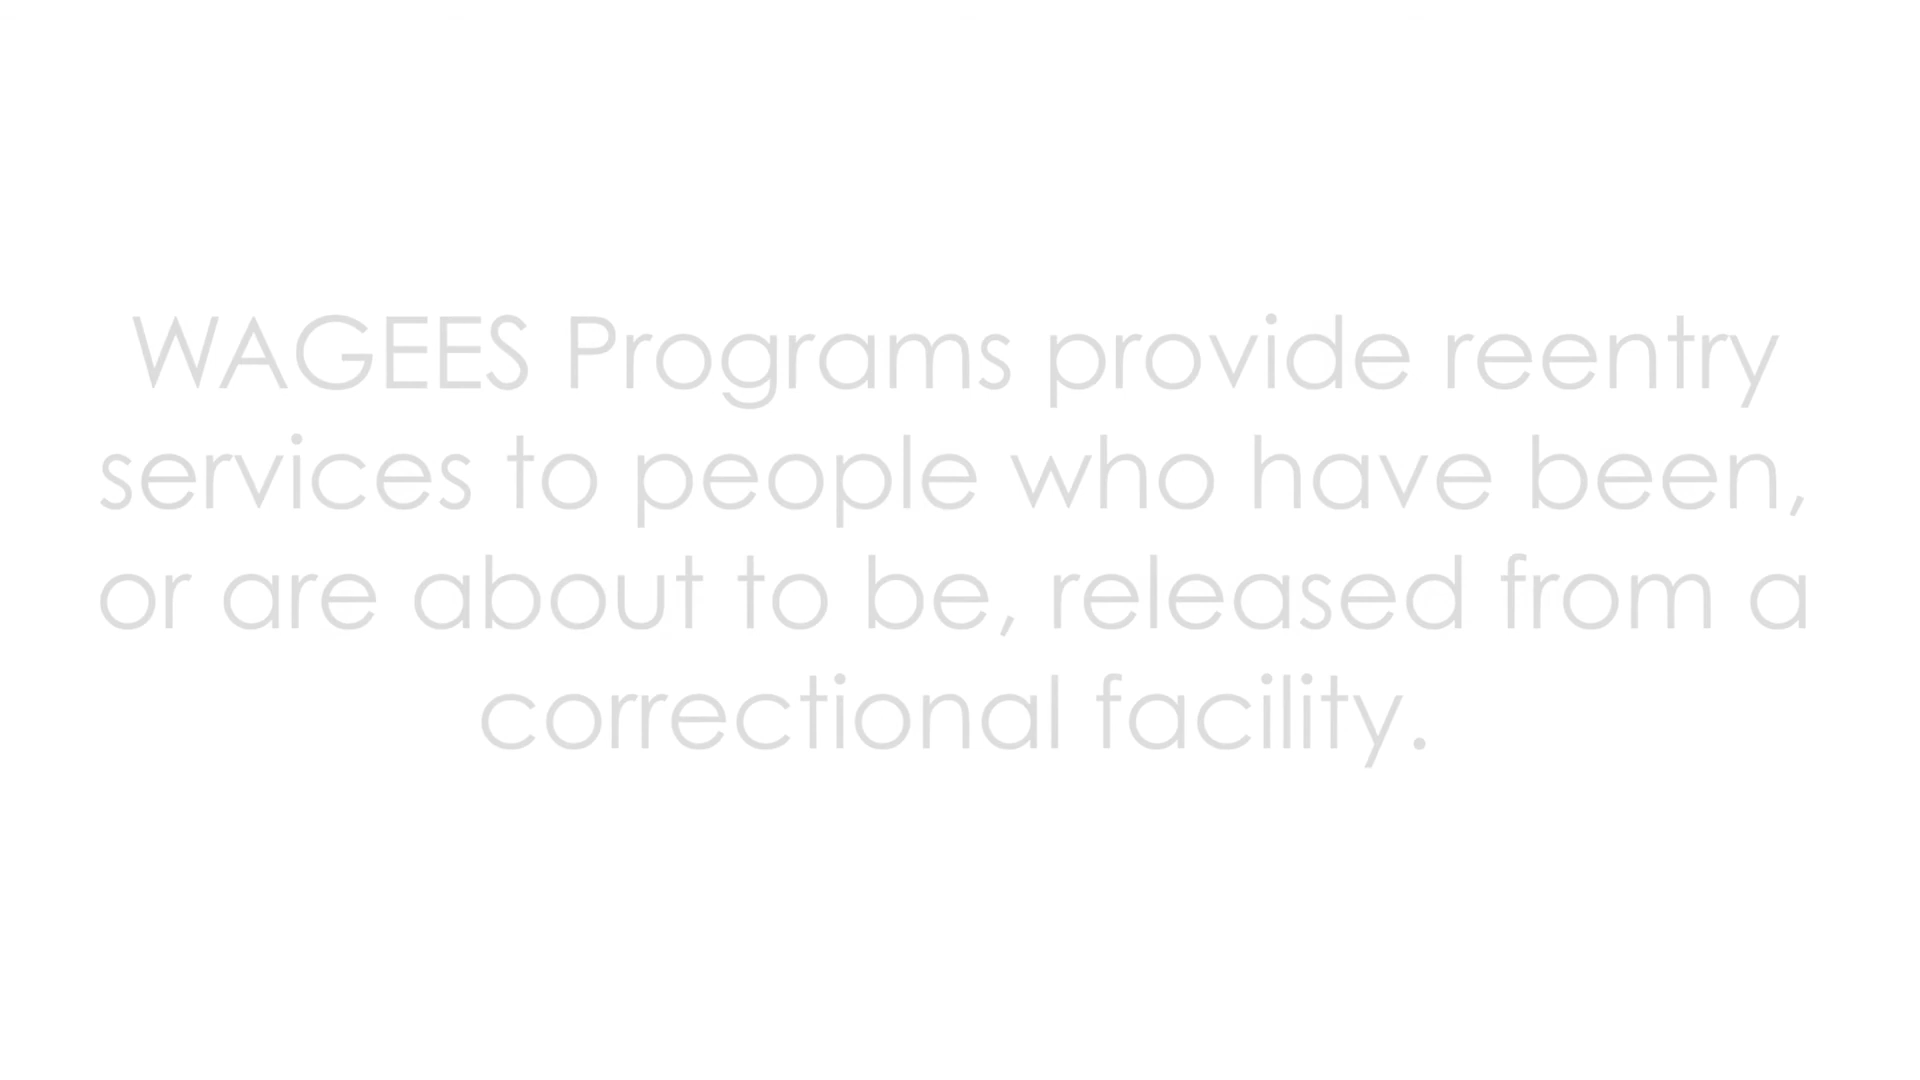 WAGEES Programs provide reentry
services to people who have been,
or are about to be, released from a
correctional facility.